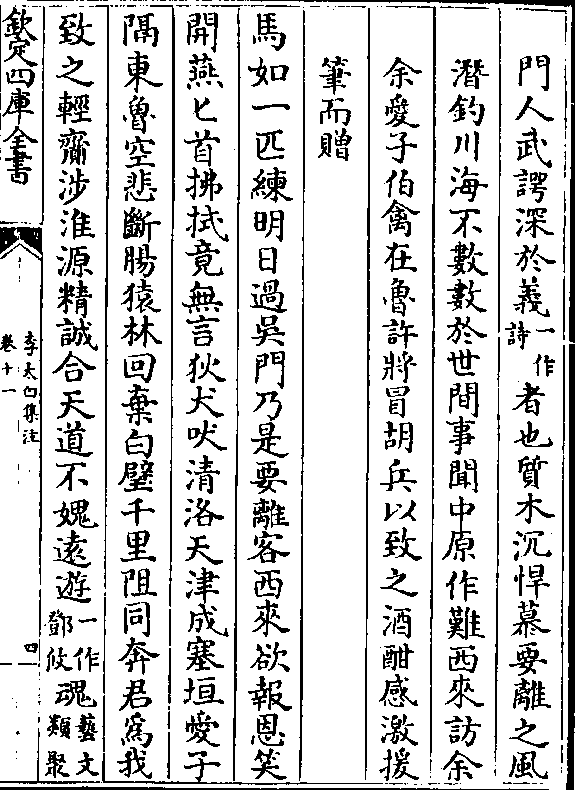 門人武諤深於義一作詩者也質木沉悍慕要離之風
潛釣川海不數數於世間事聞中原作難西來訪余
余愛子伯禽在魯許將冒胡兵以致之酒酣感激援
筆而贈
馬如一匹練明日過吳門乃是要離客西來欲報恩笑
開燕匕首拂拭竟無言狄犬吠清洛天津成塞垣愛子
隔東魯空悲斷腸猿林回棄白璧千里阻同奔君為我
致之輕齎涉淮源精誠合天道不媿遠遊一作鄧攸魂藝文類聚
欽定四庫全書
李太白集注
卷十一
四